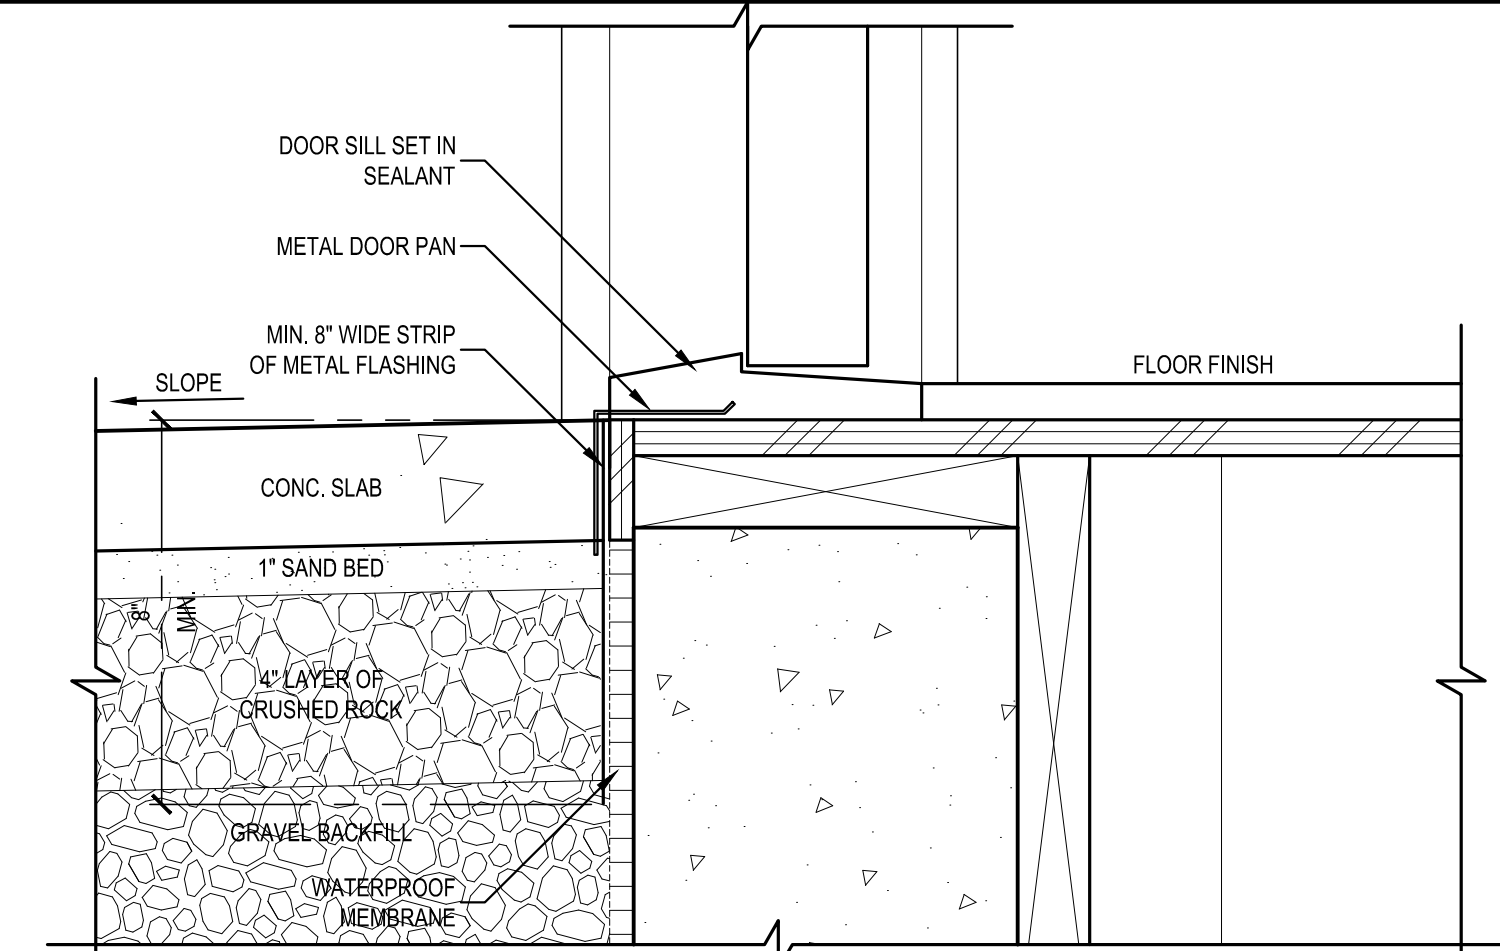 DOOR SILL SET IN
SEALANT
METAL DOOR PAN
MIN. 8" WIDE STRIP
OF METAL FLASHING
FLOOR FINISH
SLOPE
CONC. SLAB
1" SAND BED
8"
MIN.
4" LAYER OF
CRUSHED ROCK
GRAVEL BACKFILL
WATERPROOF
MEMBRANE